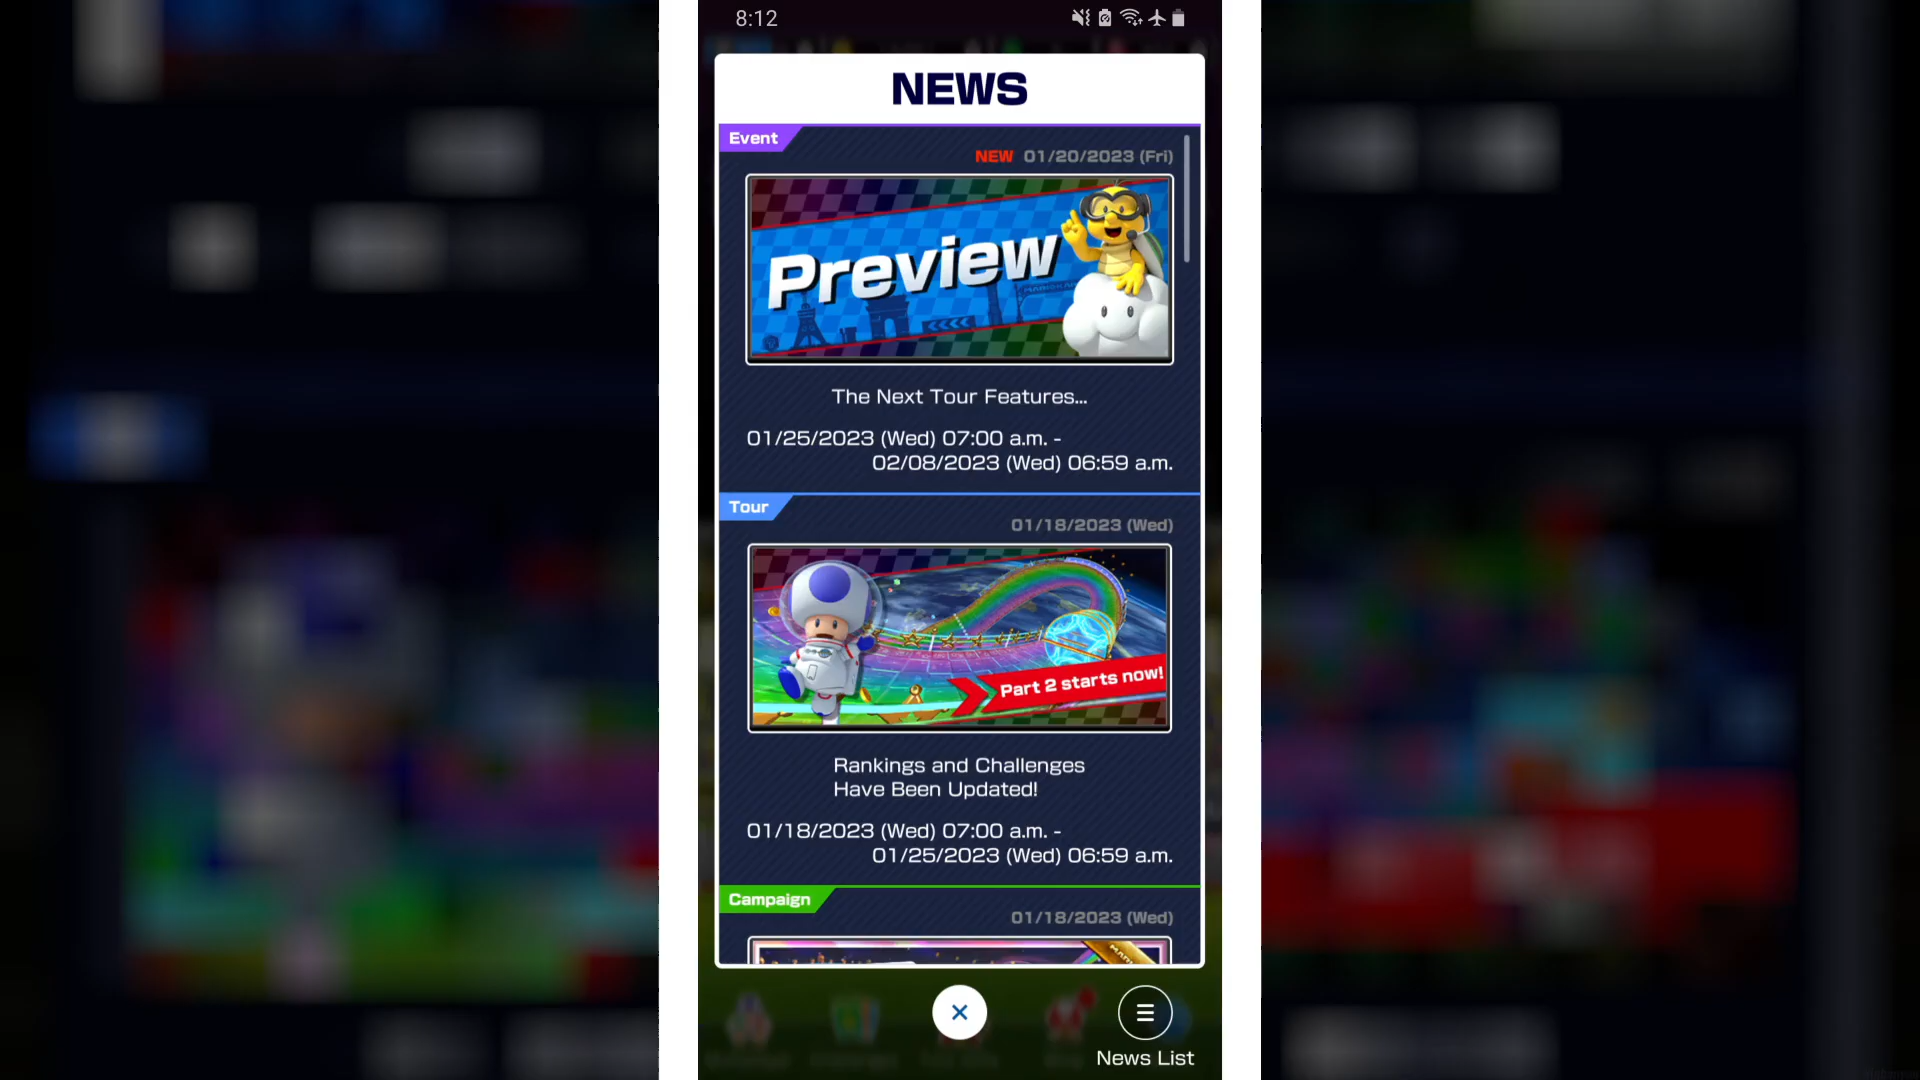 8:12
NEWS
Event
NEW 01/20/2023 (Fri)
Preview
The Next Tour Features...
01/25/2023 (Wed) 07:00 a.m. -
02/08/2023 (Wed) 06:59 a.m.
Tour
01/18/2023 (Wed)
Part 2 starts now!
Rankings and Challenges
Have Been Updated!
01/18/2023 (Wed) 07:00 a.m. -
01/25/2023 (Wed) 06:59 a.m.
Campaign
01/18/2023 (Wed)
News List